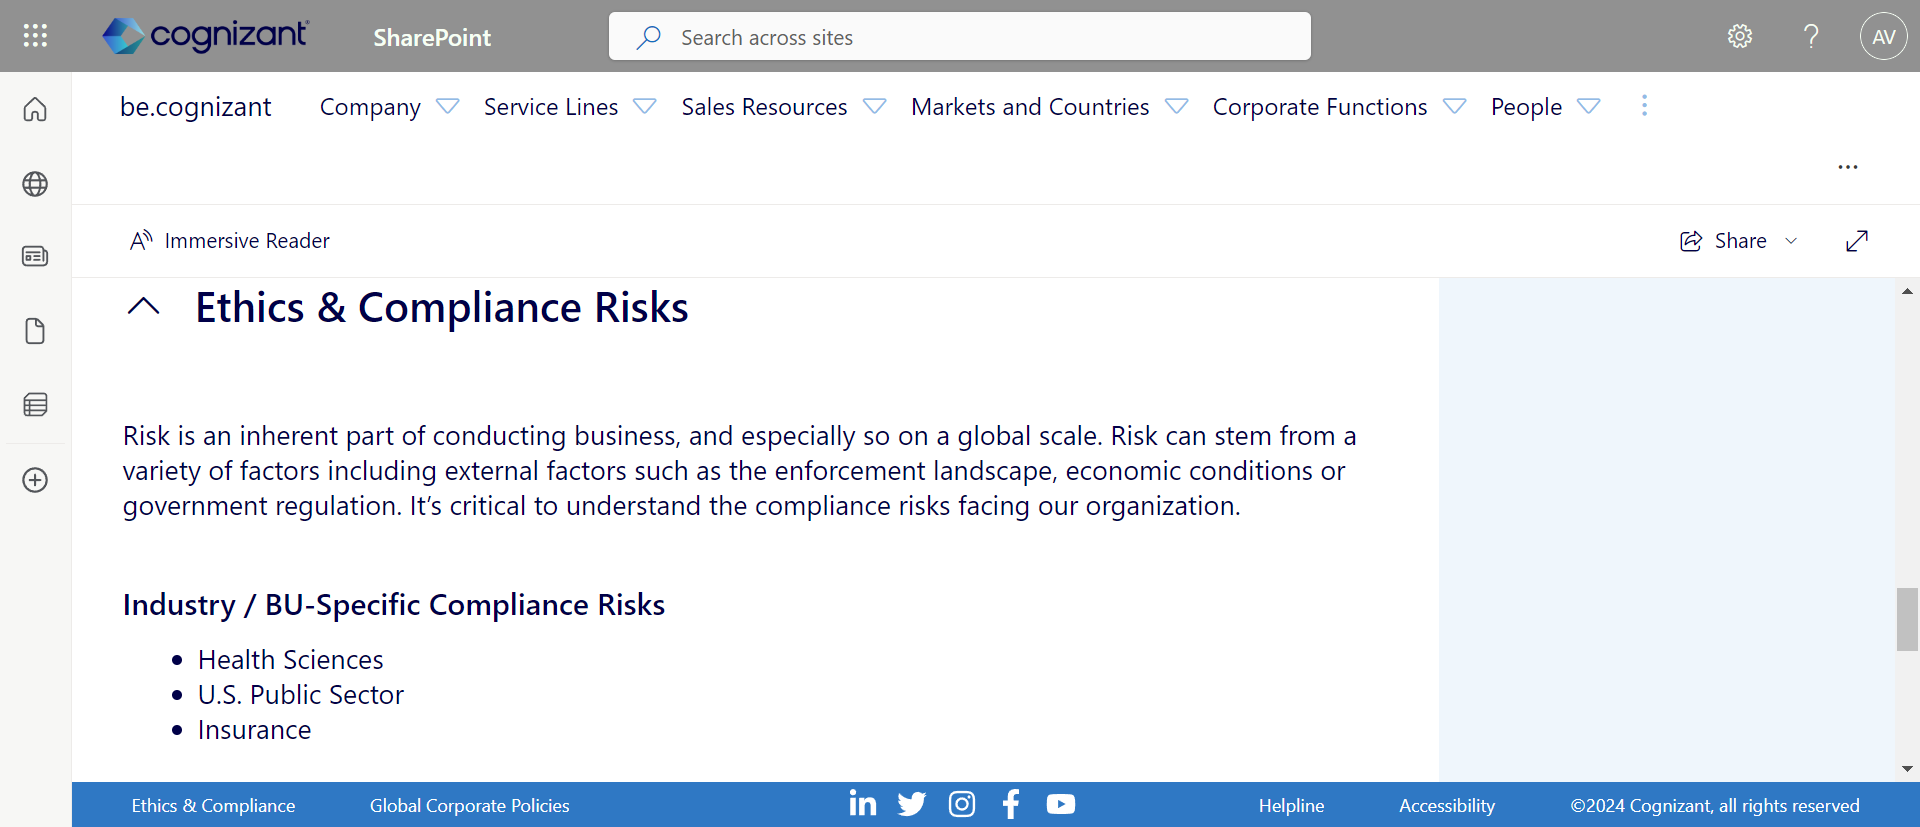 cognizant
SharePoint
Search across sites
AV
be.cognizant
Company
Service Lines
Sales Resources
Markets and Countries
Corporate Functions
People
Immersive Reader
Share
Ethics & Compliance Risks
Risk is an inherent part of conducting business, and especially so on a global scale. Risk can stem from a
variety of factors including external factors such as the enforcement landscape, economic conditions or
government regulation. It’s critical to understand the compliance risks facing our organization.
Industry / BU-Specific Compliance Risks
Health Sciences
U.S. Public Sector
Insurance
Ethics & Compliance
Global Corporate Policies
Helpline
Accessibility
©2024 Cognizant, all rights reserved